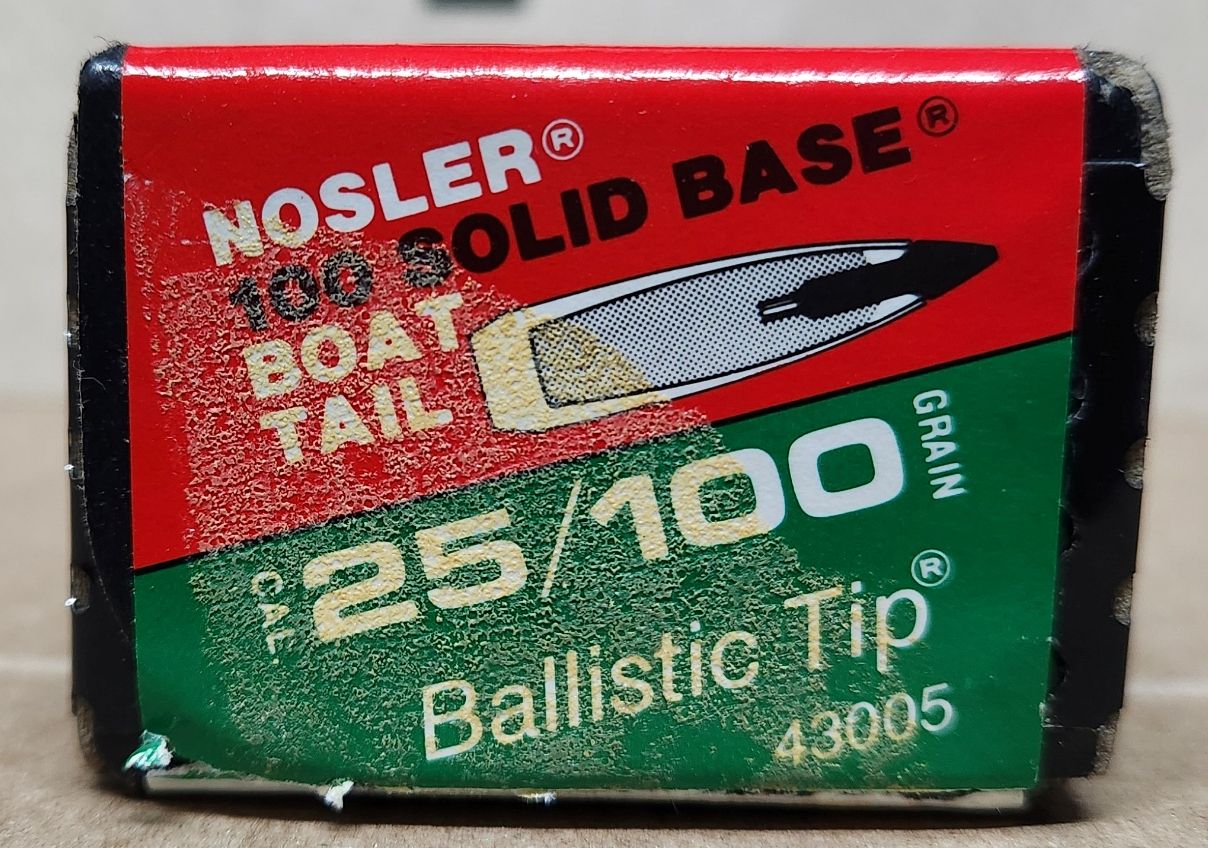 NOSLER®
100 SOLID BASE®
BOAT
TAIL
CAL. 25/100 GRAIN
Ballistic Tip®
43005